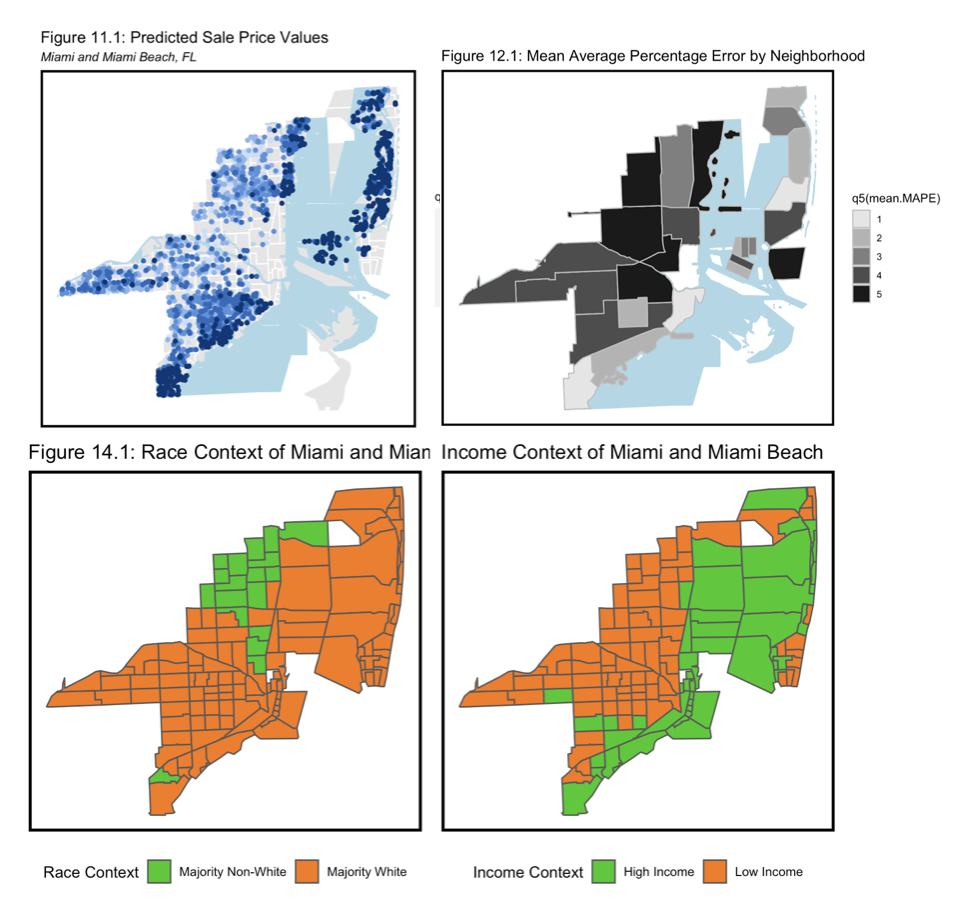 Figure 11.1: Predicted Sale Price Values
Miami and Miami Beach, FL
Figure 12.1: Mean Average Percentage Error by Neighborhood
q
q5(mean.MAPE)
1
2
3
4
5
Figure 14.1: Race Context of Miami and Mian
Income Context of Miami and Miami Beach
Race Context
Majority Non-White
Majority White
Income Context
High Income
Low Income